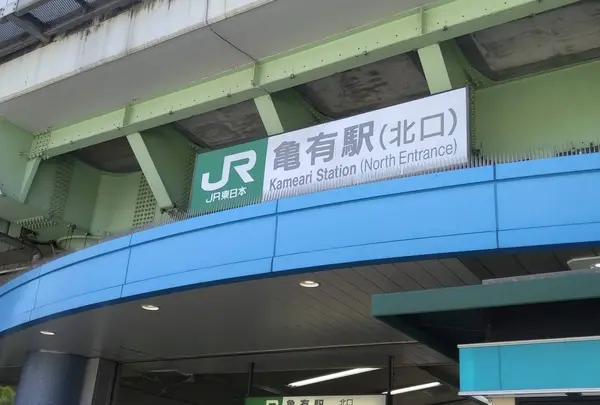 JR
JR東日本
亀有駅(北口)
Kameari Station (North Entrance)
亀有駅 北口